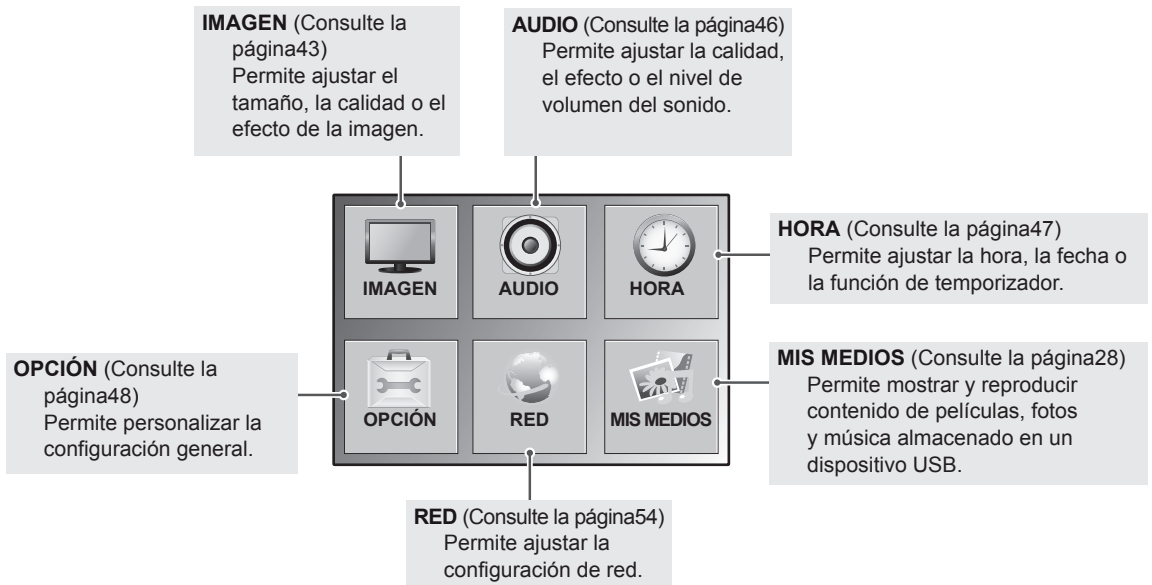 IMAGEN (Consulte la
página43)
Permite ajustar el
tamaño, la calidad o el
efecto de la imagen.
AUDIO (Consulte la página46)
Permite ajustar la calidad,
el efecto o el nivel de
volumen del sonido.
IMAGEN
AUDIO
HORA
HORA (Consulte la página47)
Permite ajustar la hora, la fecha o
la función de temporizador.
OPCIÓN (Consulte la
página48)
Permite personalizar la
configuración general.
OPCIÓN
RED
MIS MEDIOS
MIS MEDIOS (Consulte la página28)
Permite mostrar y reproducir
contenido de películas, fotos
y música almacenado en un
dispositivo USB.
RED (Consulte la página54)
Permite ajustar la
configuración de red.